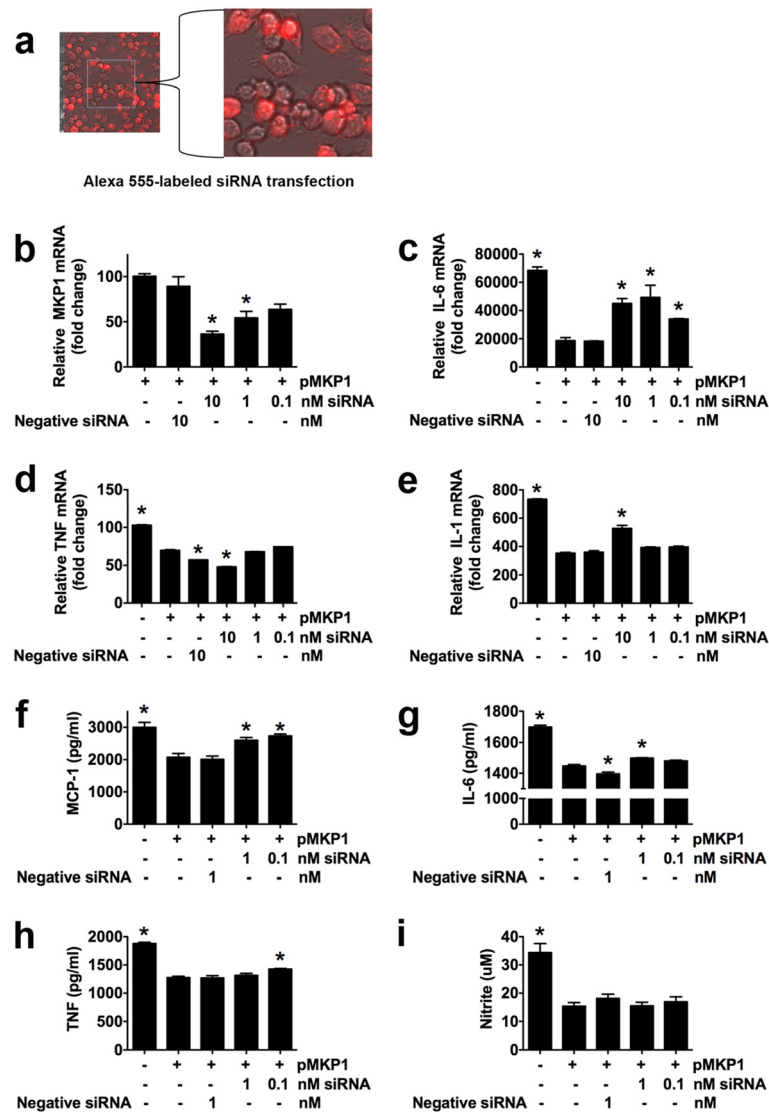 a
Alexa 555-labeled siRNA transfection
b
Relative MKP1 mRNA
(fold change)
100
50
0
*
*
+ + + + + pMKP1
- - 10 1 0.1 nM siRNA
Negative siRNA - 10 - - - nM
c
Relative IL-6 mRNA
(fold change)
80000
60000
40000
20000
0
*
*
*
*
- + + + + + pMKP1
- - - 10 1 0.1 nM siRNA
- - 10 - - - nM
d
Relative TNF mRNA
(fold change)
150
100
50
0
*
*
*
- + + + + + pMKP1
- - - 10 1 0.1 nM siRNA
Negative siRNA - - 10 - - - nM
e
Relative IL-1 mRNA
(fold change)
800
600
400
200
0
*
*
- + + + + + pMKP1
- - - 10 1 0.1 nM siRNA
- - 10 - - - nM
f
MCP-1 (pg/ml)
3000
2000
1000
0
*
*
*
- + + + + pMKP1
- - - 1 0.1 nM siRNA
Negative siRNA - - 1 - - nM
g
IL-6 (pg/ml)
1800
1600
1400
1000
0
*
*
*
- + + + + pMKP1
- - - 1 0.1 nM siRNA
Negative siRNA - - 1 - - nM
h
TNF (pg/ml)
2000
1500
1000
500
0
*
*
- + + + + pMKP1
- - - 1 0.1 nM siRNA
Negative siRNA - - 1 - - nM
i
Nitrite (uM)
40
30
20
10
0
*
- + + + + pMKP1
- - - 1 0.1 nM siRNA
Negative siRNA - - 1 - - nM